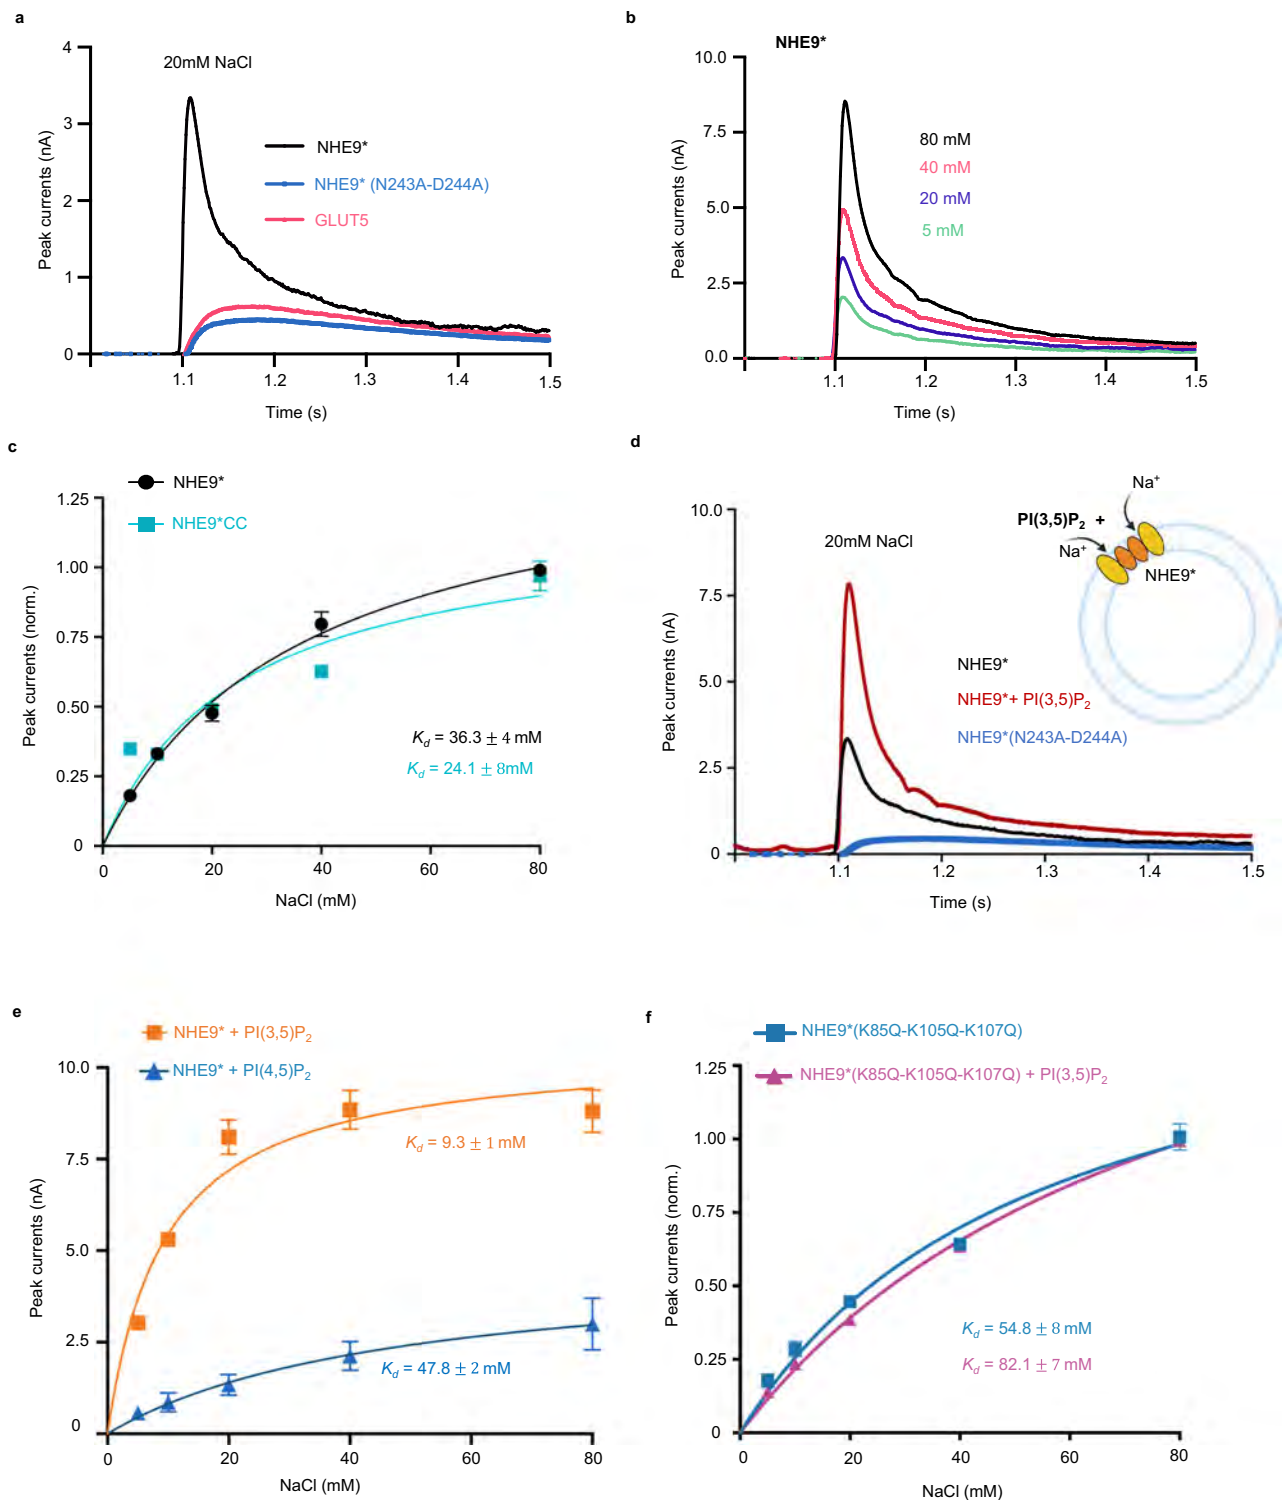 a
4
3
2
1
0
Peak currents (nA)
20mM NaCl
NHE9*
NHE9* (N243A-D244A)
GLUT5
1.1
1.2
1.3
1.4
1.5
Time (s)
b
NHE9*
10.0
7.5
5.0
2.5
0.0
Peak currents (nA)
80 mM
40 mM
20 mM
5 mM
1.1
1.2
1.3
1.4
1.5
Time (s)
c
NHE9*
NHE9*CC
1.25
1.00
0.75
0.50
0.25
0
Peak currents (norm.)
Kd = 36.3 ± 4 mM
Kd = 24.1 ± 8mM
0
20
40
60
80
NaCl (mM)
d
10.0
7.5
5.0
2.5
0
Peak currents (nA)
20mM NaCl
Na+
PI(3,5)P2 +
Na+
NHE9*
NHE9*
NHE9*+ PI(3,5)P2
NHE9*(N243A-D244A)
1.1
1.2
1.3
1.4
1.5
Time (s)
e
NHE9* + PI(3,5)P2
NHE9* + PI(4,5)P2
10.0
7.5
5.0
2.5
0
Peak currents (nA)
Kd = 9.3 ± 1 mM
Kd = 47.8 ± 2 mM
0
20
40
60
80
NaCl (mM)
f
NHE9*(K85Q-K105Q-K107Q)
NHE9*(K85Q-K105Q-K107Q) + PI(3,5)P2
1.25
1.00
0.75
0.50
0.25
0
Peak currents (norm.)
Kd = 54.8 ± 8 mM
Kd = 82.1 ± 7 mM
0
20
40
60
80
NaCl (mM)